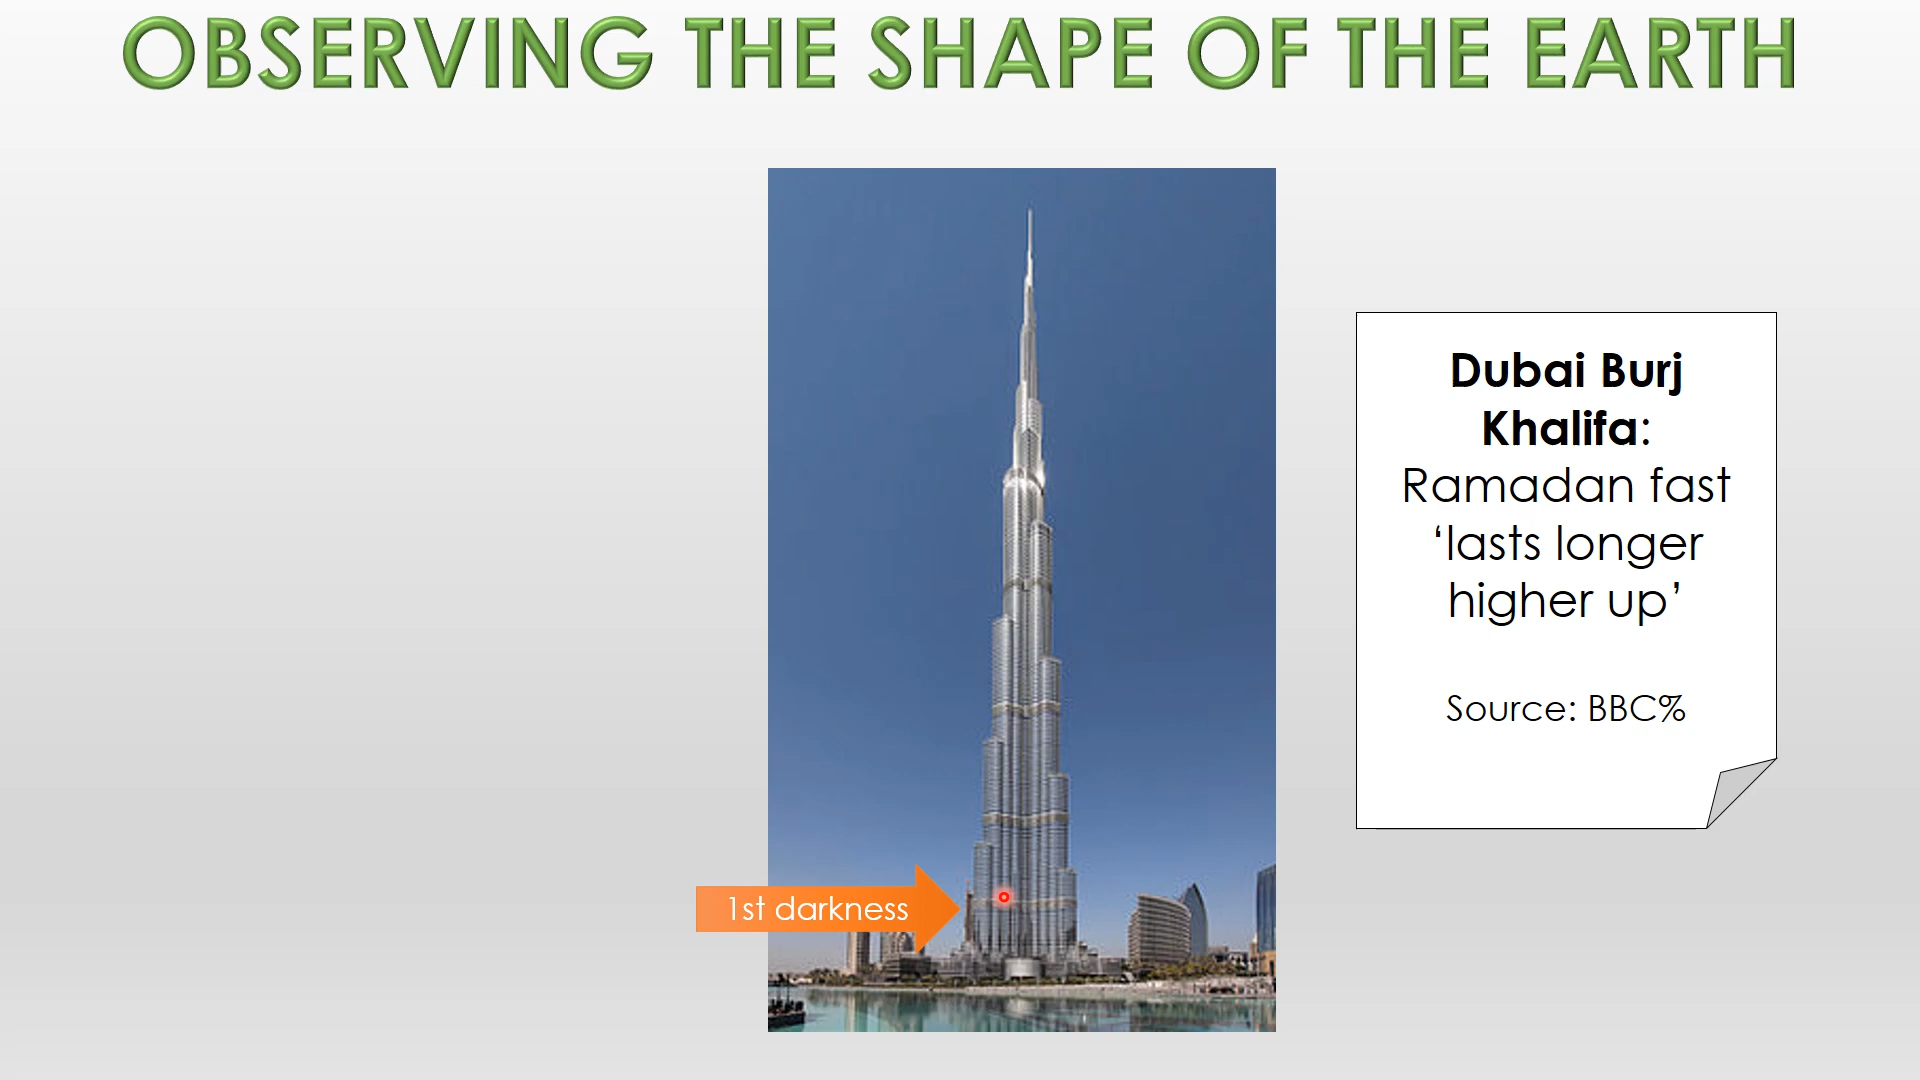 OBSERVING THE SHAPE OF THE EARTH
Dubai Burj
Khalifa:
Ramadan fast
‘lasts longer
higher up’
Source: BBC%
1st darkness